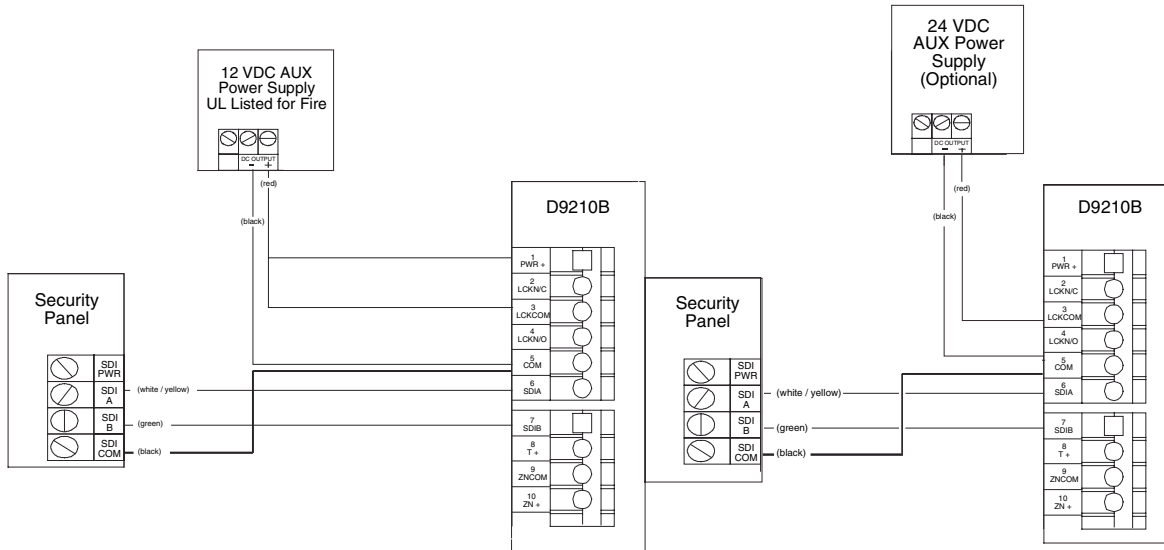 12 VDC AUX
Power Supply
UL Listed for Fire
DC OUTPUT
- +
(red)
(black)
Security
Panel
SDI
PWR
SDI
A
SDI
B
SDI
COM
(white / yellow)
(green)
(black)
D9210B
1
PWR +
2
LCKN/C
3
LCKCOM
4
LCKN/O
5
COM
6
SDIA
7
SDIB
8
T +
9
ZNCOM
10
ZN +
24 VDC
AUX Power
Supply
(Optional)
DC OUTPUT
- +
(red)
(black)
Security
Panel
SDI
PWR
SDI
A
SDI
B
SDI
COM
(white / yellow)
(green)
(black)
D9210B
1
PWR +
2
LCKN/C
3
LCKCOM
4
LCKN/O
5
COM
6
SDIA
7
SDIB
8
T +
9
ZNCOM
10
ZN +